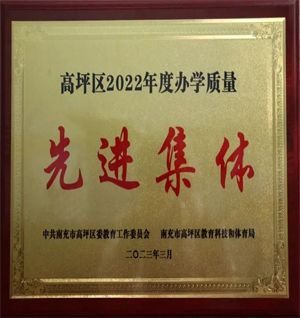 高坪区2022年度办学质量
先进集体
中共南充市高坪区委教育工作委员会 南充市高坪区教育科技和体育局
二〇二三年三月